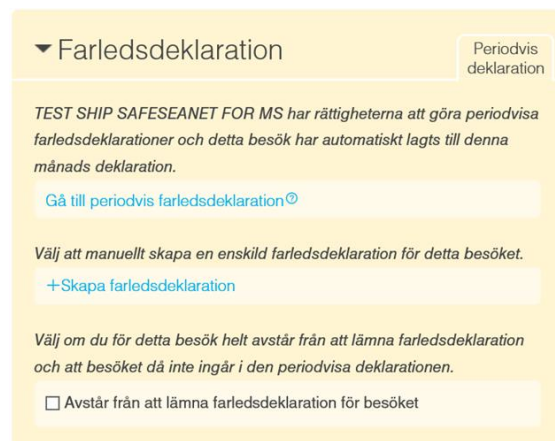 Farledsdeklaration
Periodvis
deklaration
TEST SHIP SAFESEANET FOR MS har rättigheterna att göra periodvisa
farledsdeklarationer och detta besök har automatiskt lagts till denna
månads deklaration.
Gå till periodvis farledsdeklaration?
Välj att manuellt skapa en enskild farledsdeklaration för detta besöket.
+Skapa farledsdeklaration
Välj om du för detta besök helt avstår från att lämna farledsdeklaration
och att besöket då inte ingår i den periodvisa deklarationen.
Avstår från att lämna farledsdeklaration för besöket